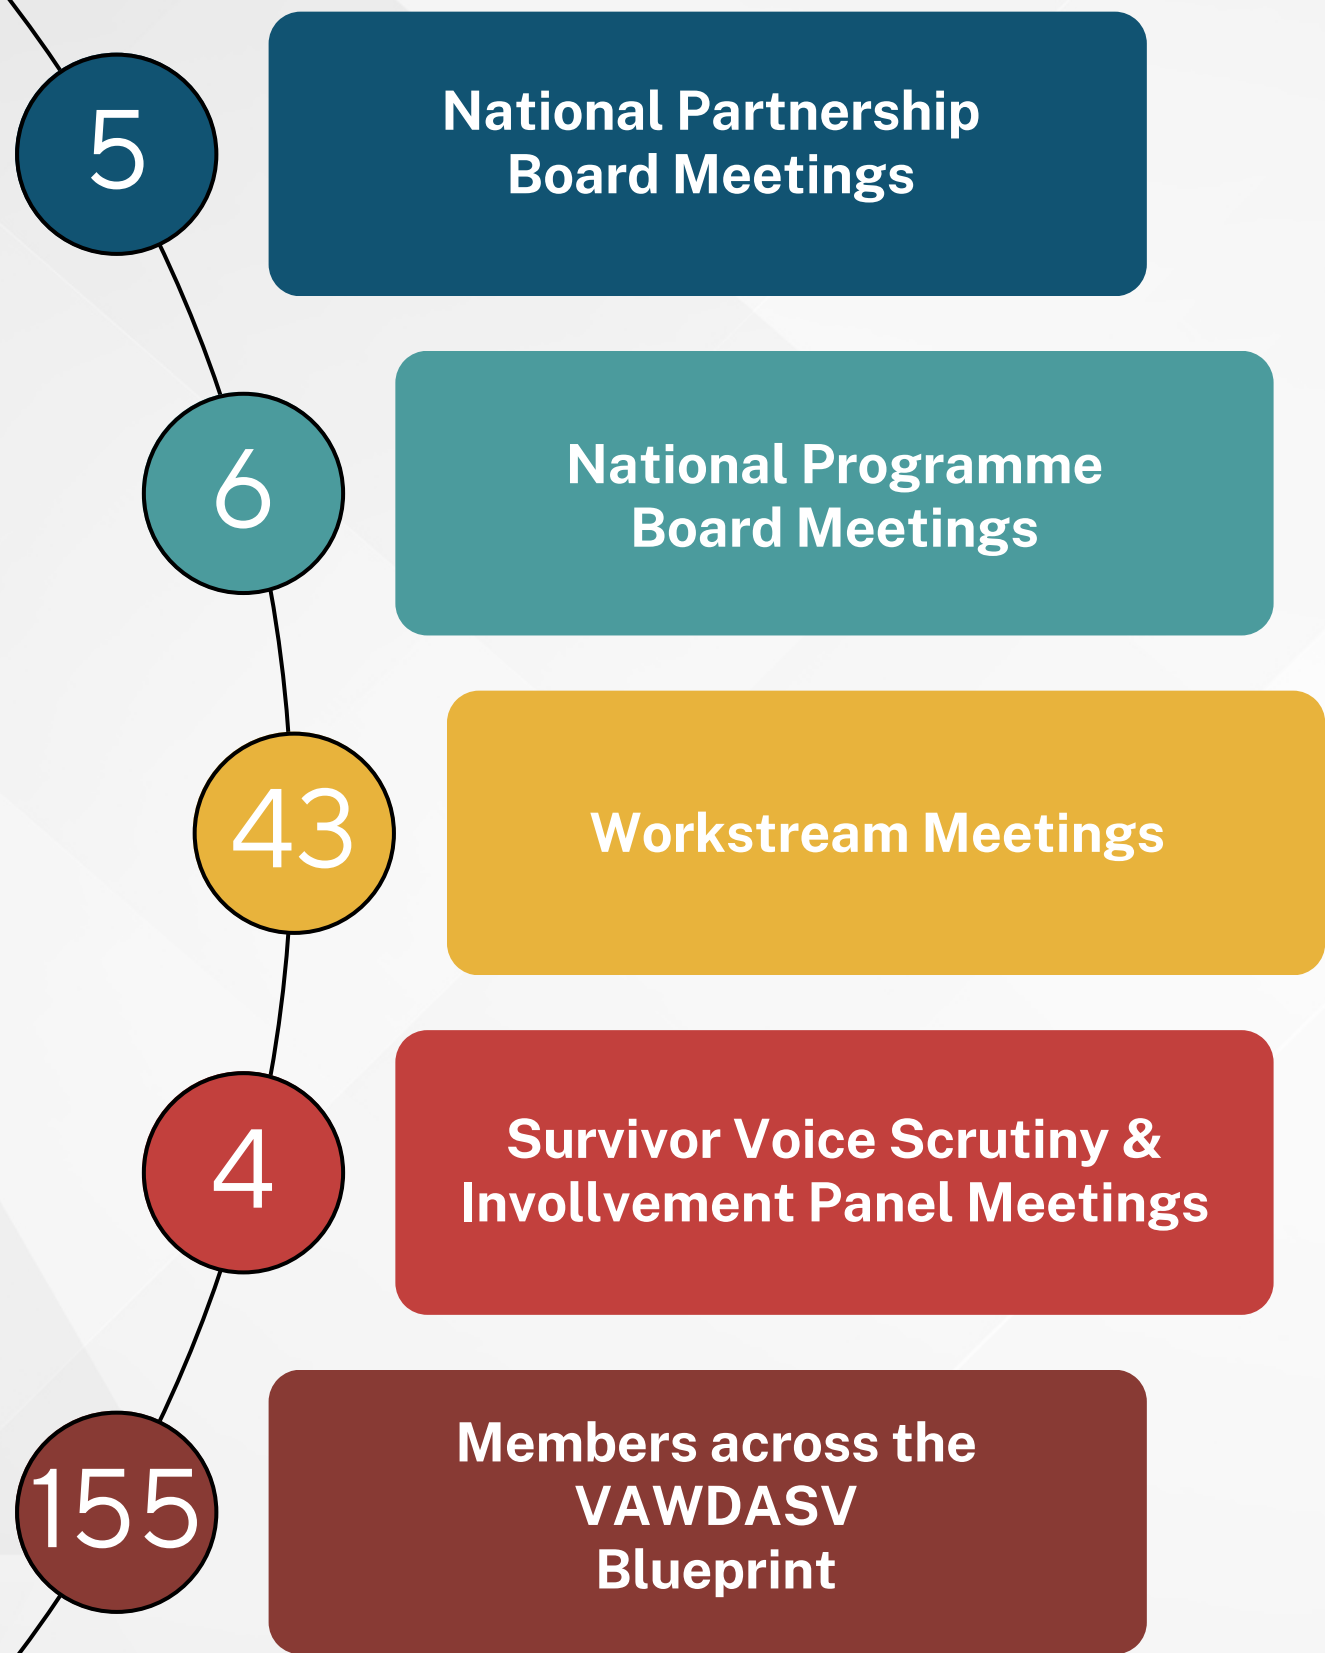 5
National Partnership
Board Meetings
6
National Programme
Board Meetings
43
Workstream Meetings
4
Survivor Voice Scrutiny &
Invollvement Panel Meetings
155
Members across the
VAWDASV
Blueprint